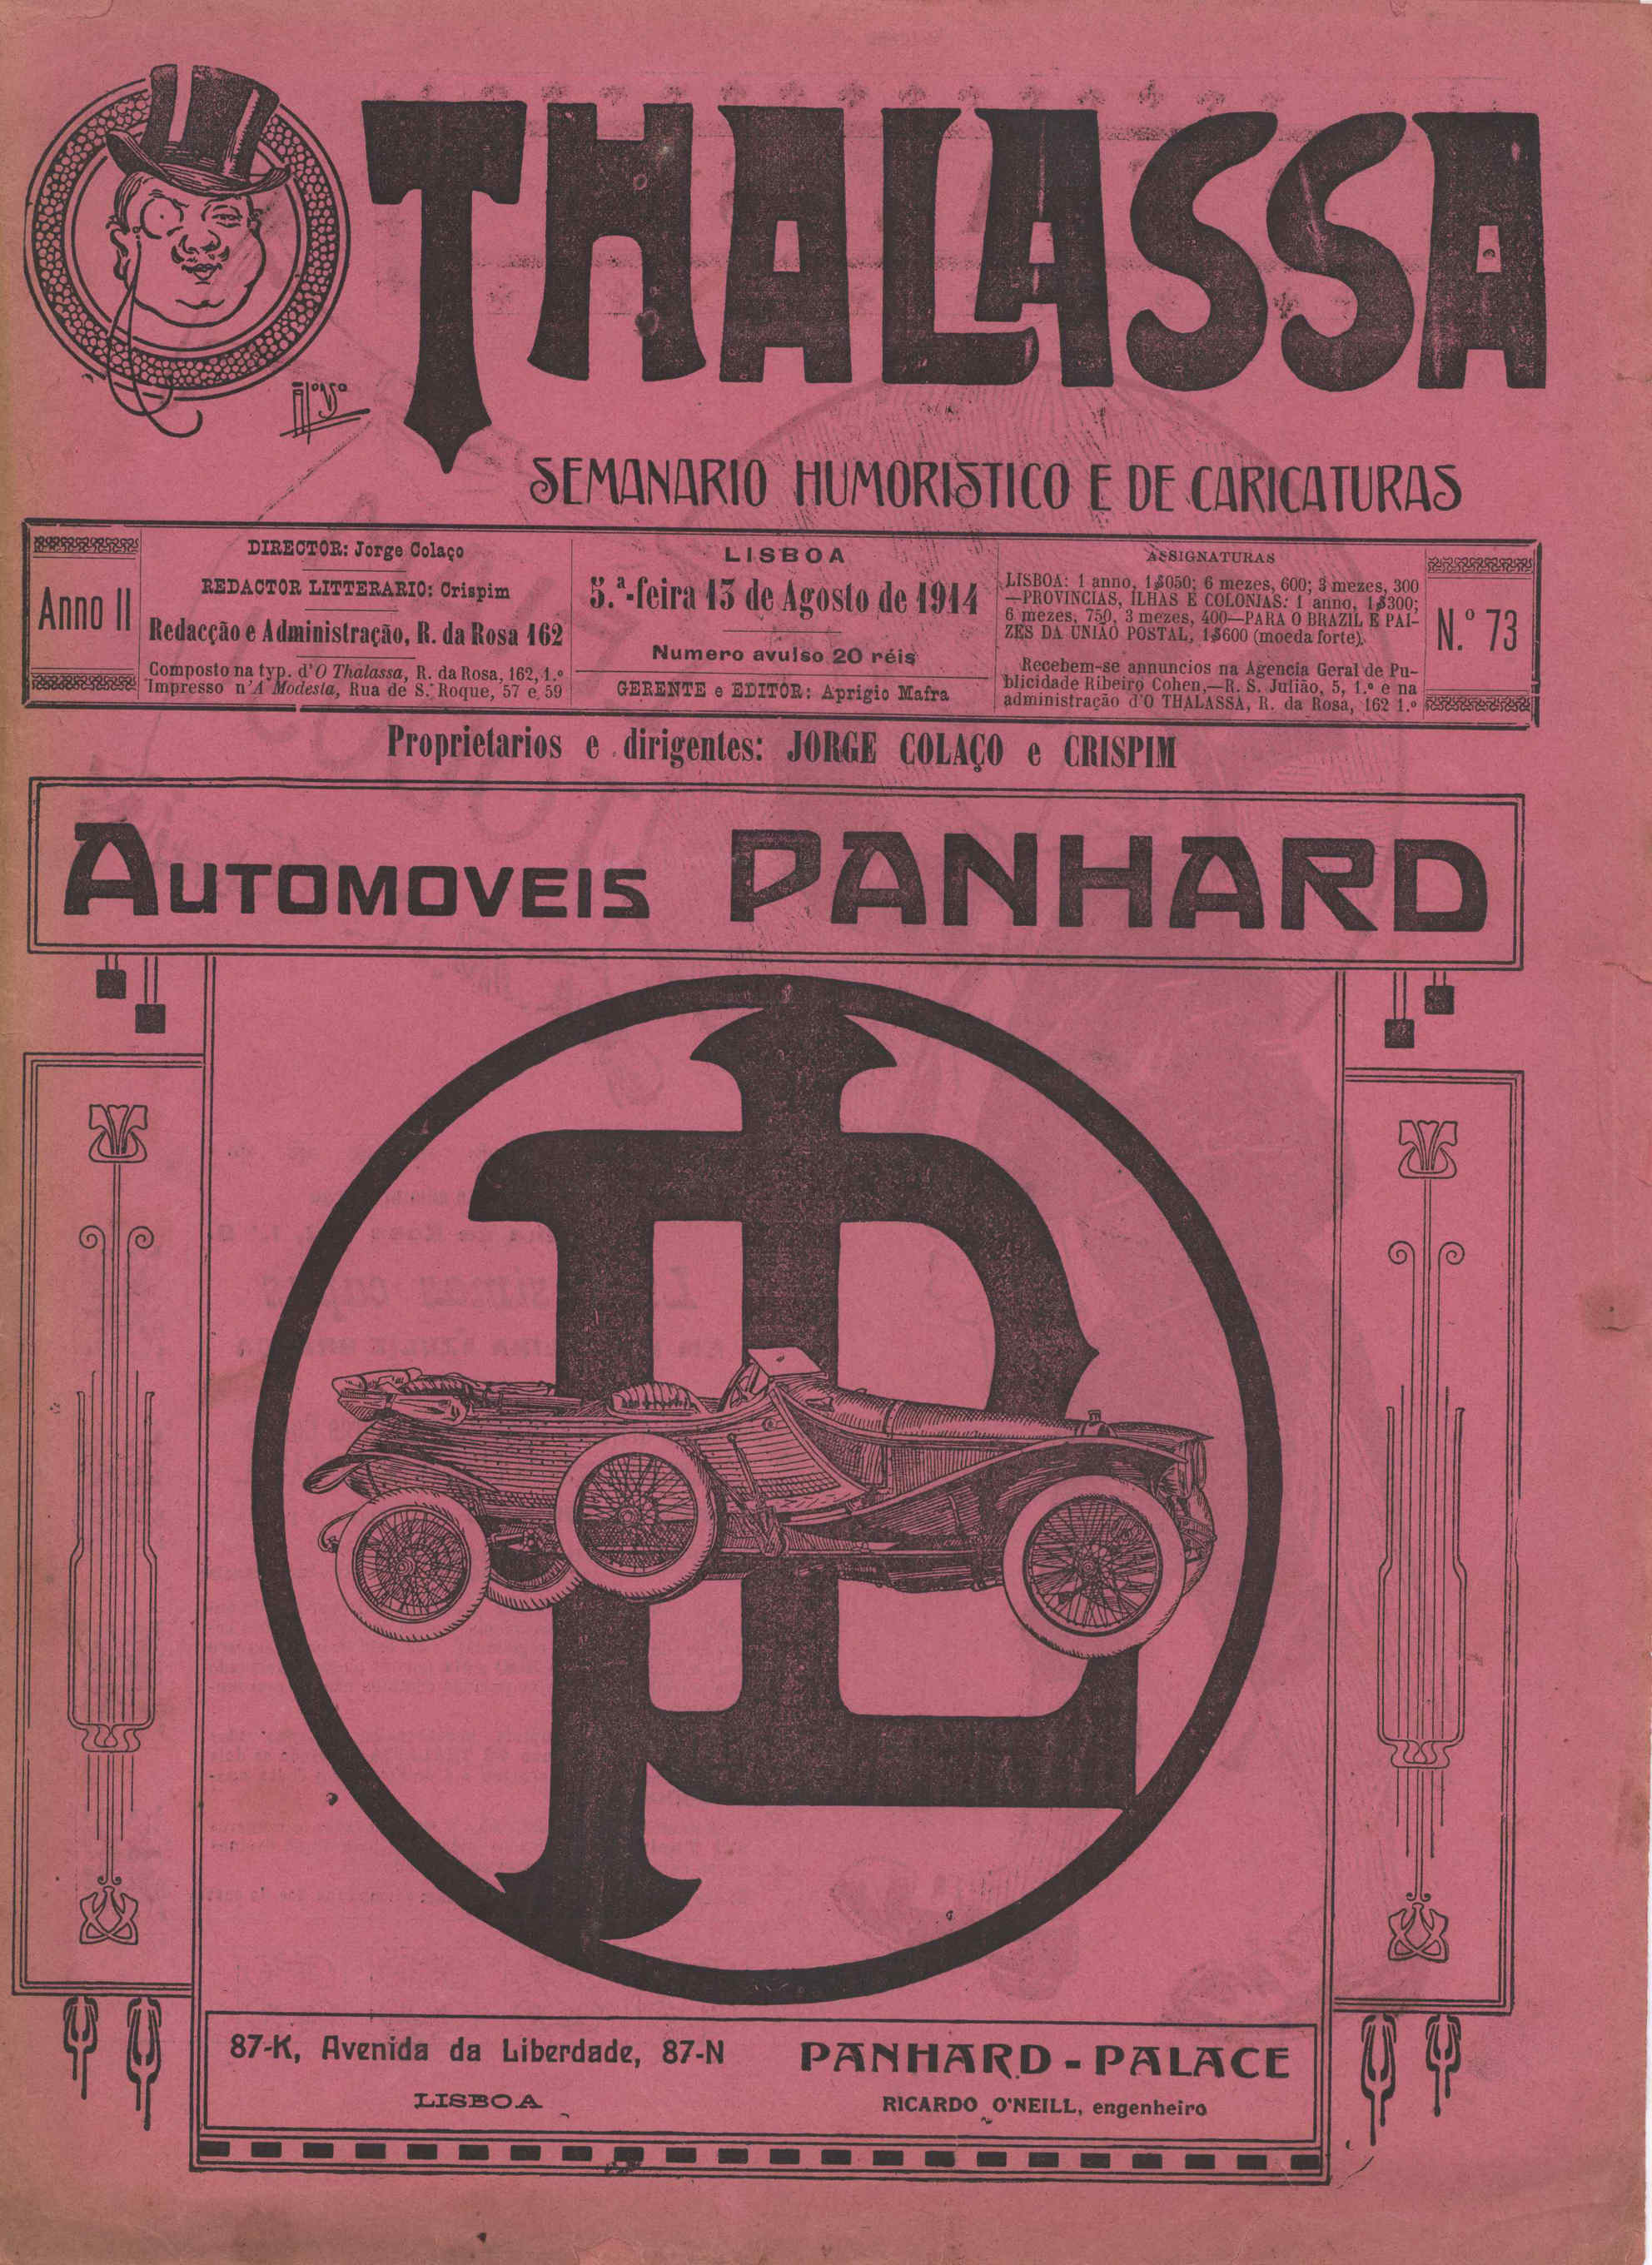 THALASSA
SEMANARIO HUMORISTICO E DE CARICATURAS
Anno II
DIRECTOR: Jorge Colaço
REDACTOR LITTERARIO: Crispim
Redacção e Administração, R. da Rosa 162
Composto na typ. d'O Thalassa, R. da Rosa, 162, 1.º
Impresso n'A Modesta, Rua de S. Roque, 57 e 59
LISBOA
5.ª-feira 13 de Agosto de 1914
Numero avulso 20 réis
GERENTE e EDITOR: Aprigio Mafra
ASSIGNATURAS
LISBOA: 1 anno, 1$050; 6 mezes, 600; 3 mezes, 300
—PROVINCIAS, ILHAS E COLONIAS: 1 anno, 1$300;
6 mezes, 750, 3 mezes, 400—PARA O BRAZIL E PAI-
ZES DA UNIÃO POSTAL, 1$600 (moeda forte).
Recebem-se annuncios na Agencia Geral de Pu-
blicidade Ribeiro Cohen,—R. S. Julião, 5, 1.º e na
administração d'O THALASSA, R. da Rosa, 162 1.º
N.º 73
Proprietarios e dirigentes: JORGE COLAÇO e CRISPIM
AUTOMOVEIS PANHARD
PL
87-K, Avenida da Liberdade, 87-N
LISBOA
PANHARD-PALACE
RICARDO O'NEILL, engenheiro